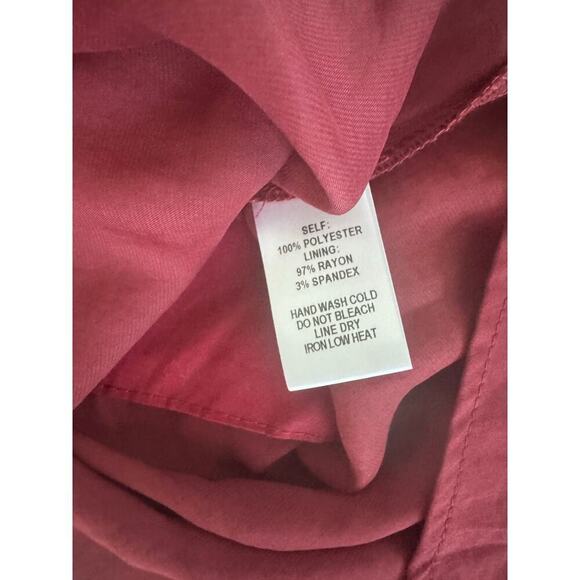 SELF:
100% POLYESTER
LINING:
97% RAYON
3% SPANDEX
HAND WASH COLD
DO NOT BLEACH
LINE DRY
IRON LOW HEAT